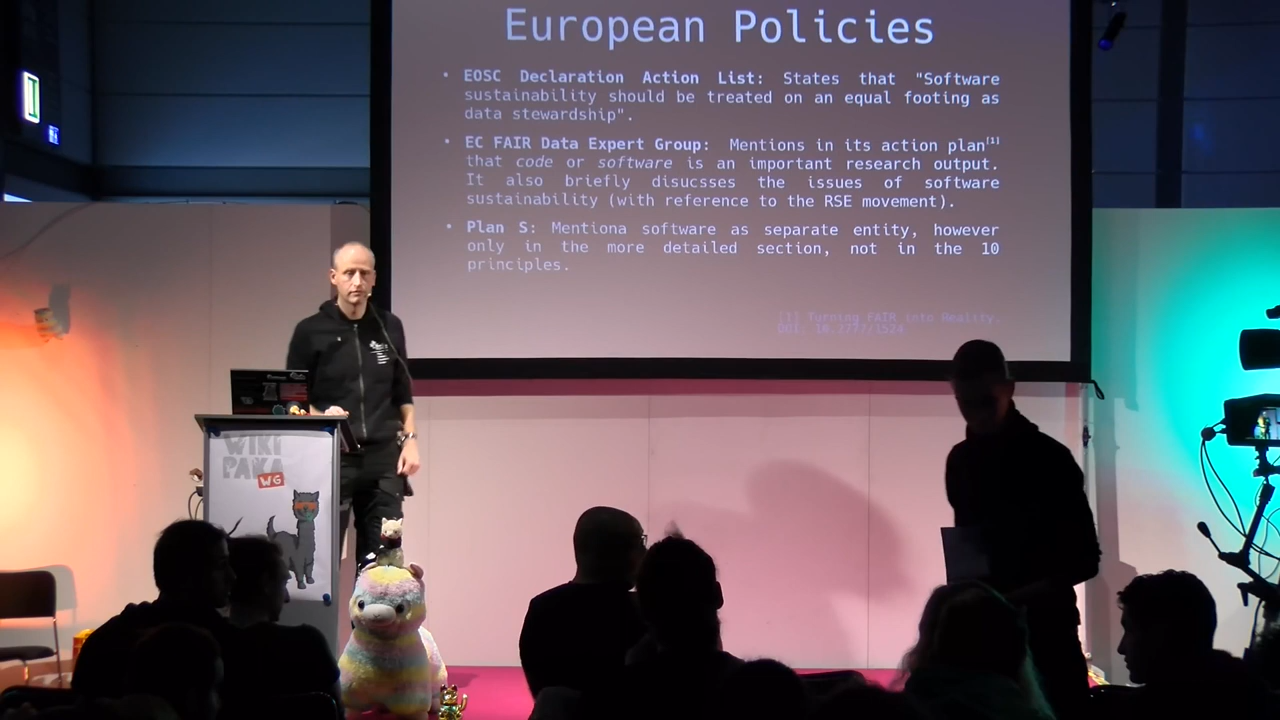 European Policies
• EOSC Declaration Action List: States that "Software
sustainability should be treated on an equal footing as
data stewardship".
• EC FAIR Data Expert Group: Mentions in its action plan[1]
that code or software is an important research output.
It also briefly disucsses the issues of software
sustainability (with reference to the RSE movement).
• Plan S: Mentiona software as separate entity, however
only in the more detailed section, not in the 10
principles.
[1] Turning FAIR into Reality.
DOI: 10.2777/1524
WIKI
PAKA
WG